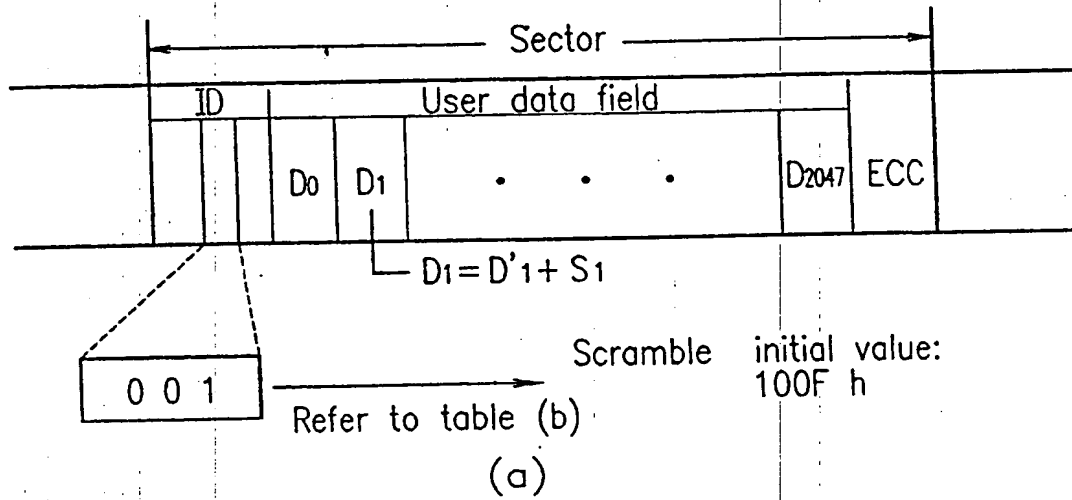 Sector
ID User data field
D0 D1 • • • D2047 ECC
D1=D'1+ S1
Scramble initial value:
0 0 1 100F h
Refer to table (b)
(a)